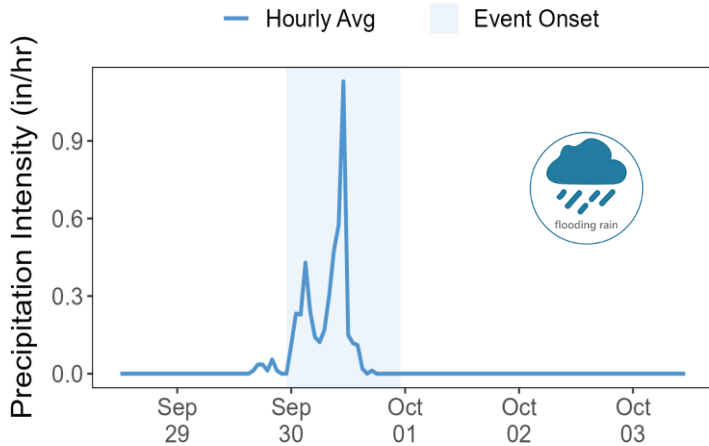 Hourly Avg Event Onset
Precipitation Intensity (in/hr)
0.9
0.6
0.3
0.0
flooding rain
Sep Sep Oct Oct Oct
29 30 01 02 03